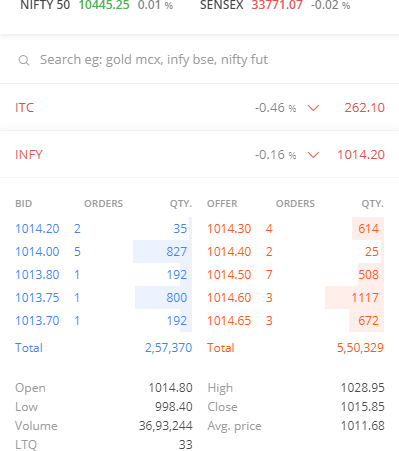 NIFTY 50 10445.25 0.01 % SENSEX 33771.07 -0.02 %
Search eg: gold mcx, infy bse, nifty fut
ITC -0.46 % 262.10
INFY -0.16 % 1014.20
BID ORDERS QTY. OFFER ORDERS QTY.
1014.20 2 35 1014.30 4 614
1014.00 5 827 1014.40 2 25
1013.80 1 192 1014.50 7 508
1013.75 1 800 1014.60 3 1117
1013.70 1 192 1014.65 3 672
Total 2,57,370 Total 5,50,329
Open 1014.80 High 1028.95
Low 998.40 Close 1015.85
Volume 36,93,244 Avg. price 1011.68
LTQ 33